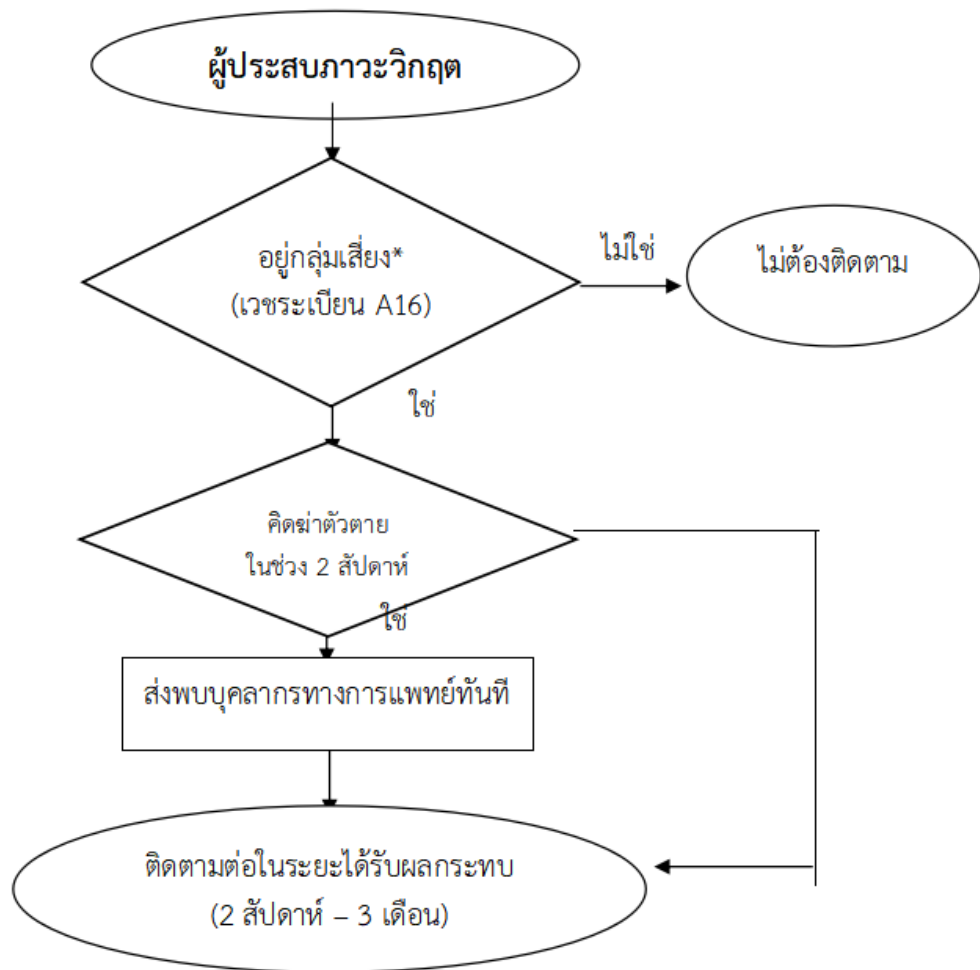 ผู้ประสบภาวะวิกฤต
อยู่กลุ่มเสี่ยง*
(เวชระเบียน A16)
ไม่ใช่
ไม่ต้องติดตาม
ใช่
คิดฆ่าตัวตาย
ในช่วง 2 สัปดาห์
ใช่
ส่งพบบุคลากรทางการแพทย์ทันที
ติดตามต่อในระยะได้รับผลกระทบ
(2 สัปดาห์ – 3 เดือน)